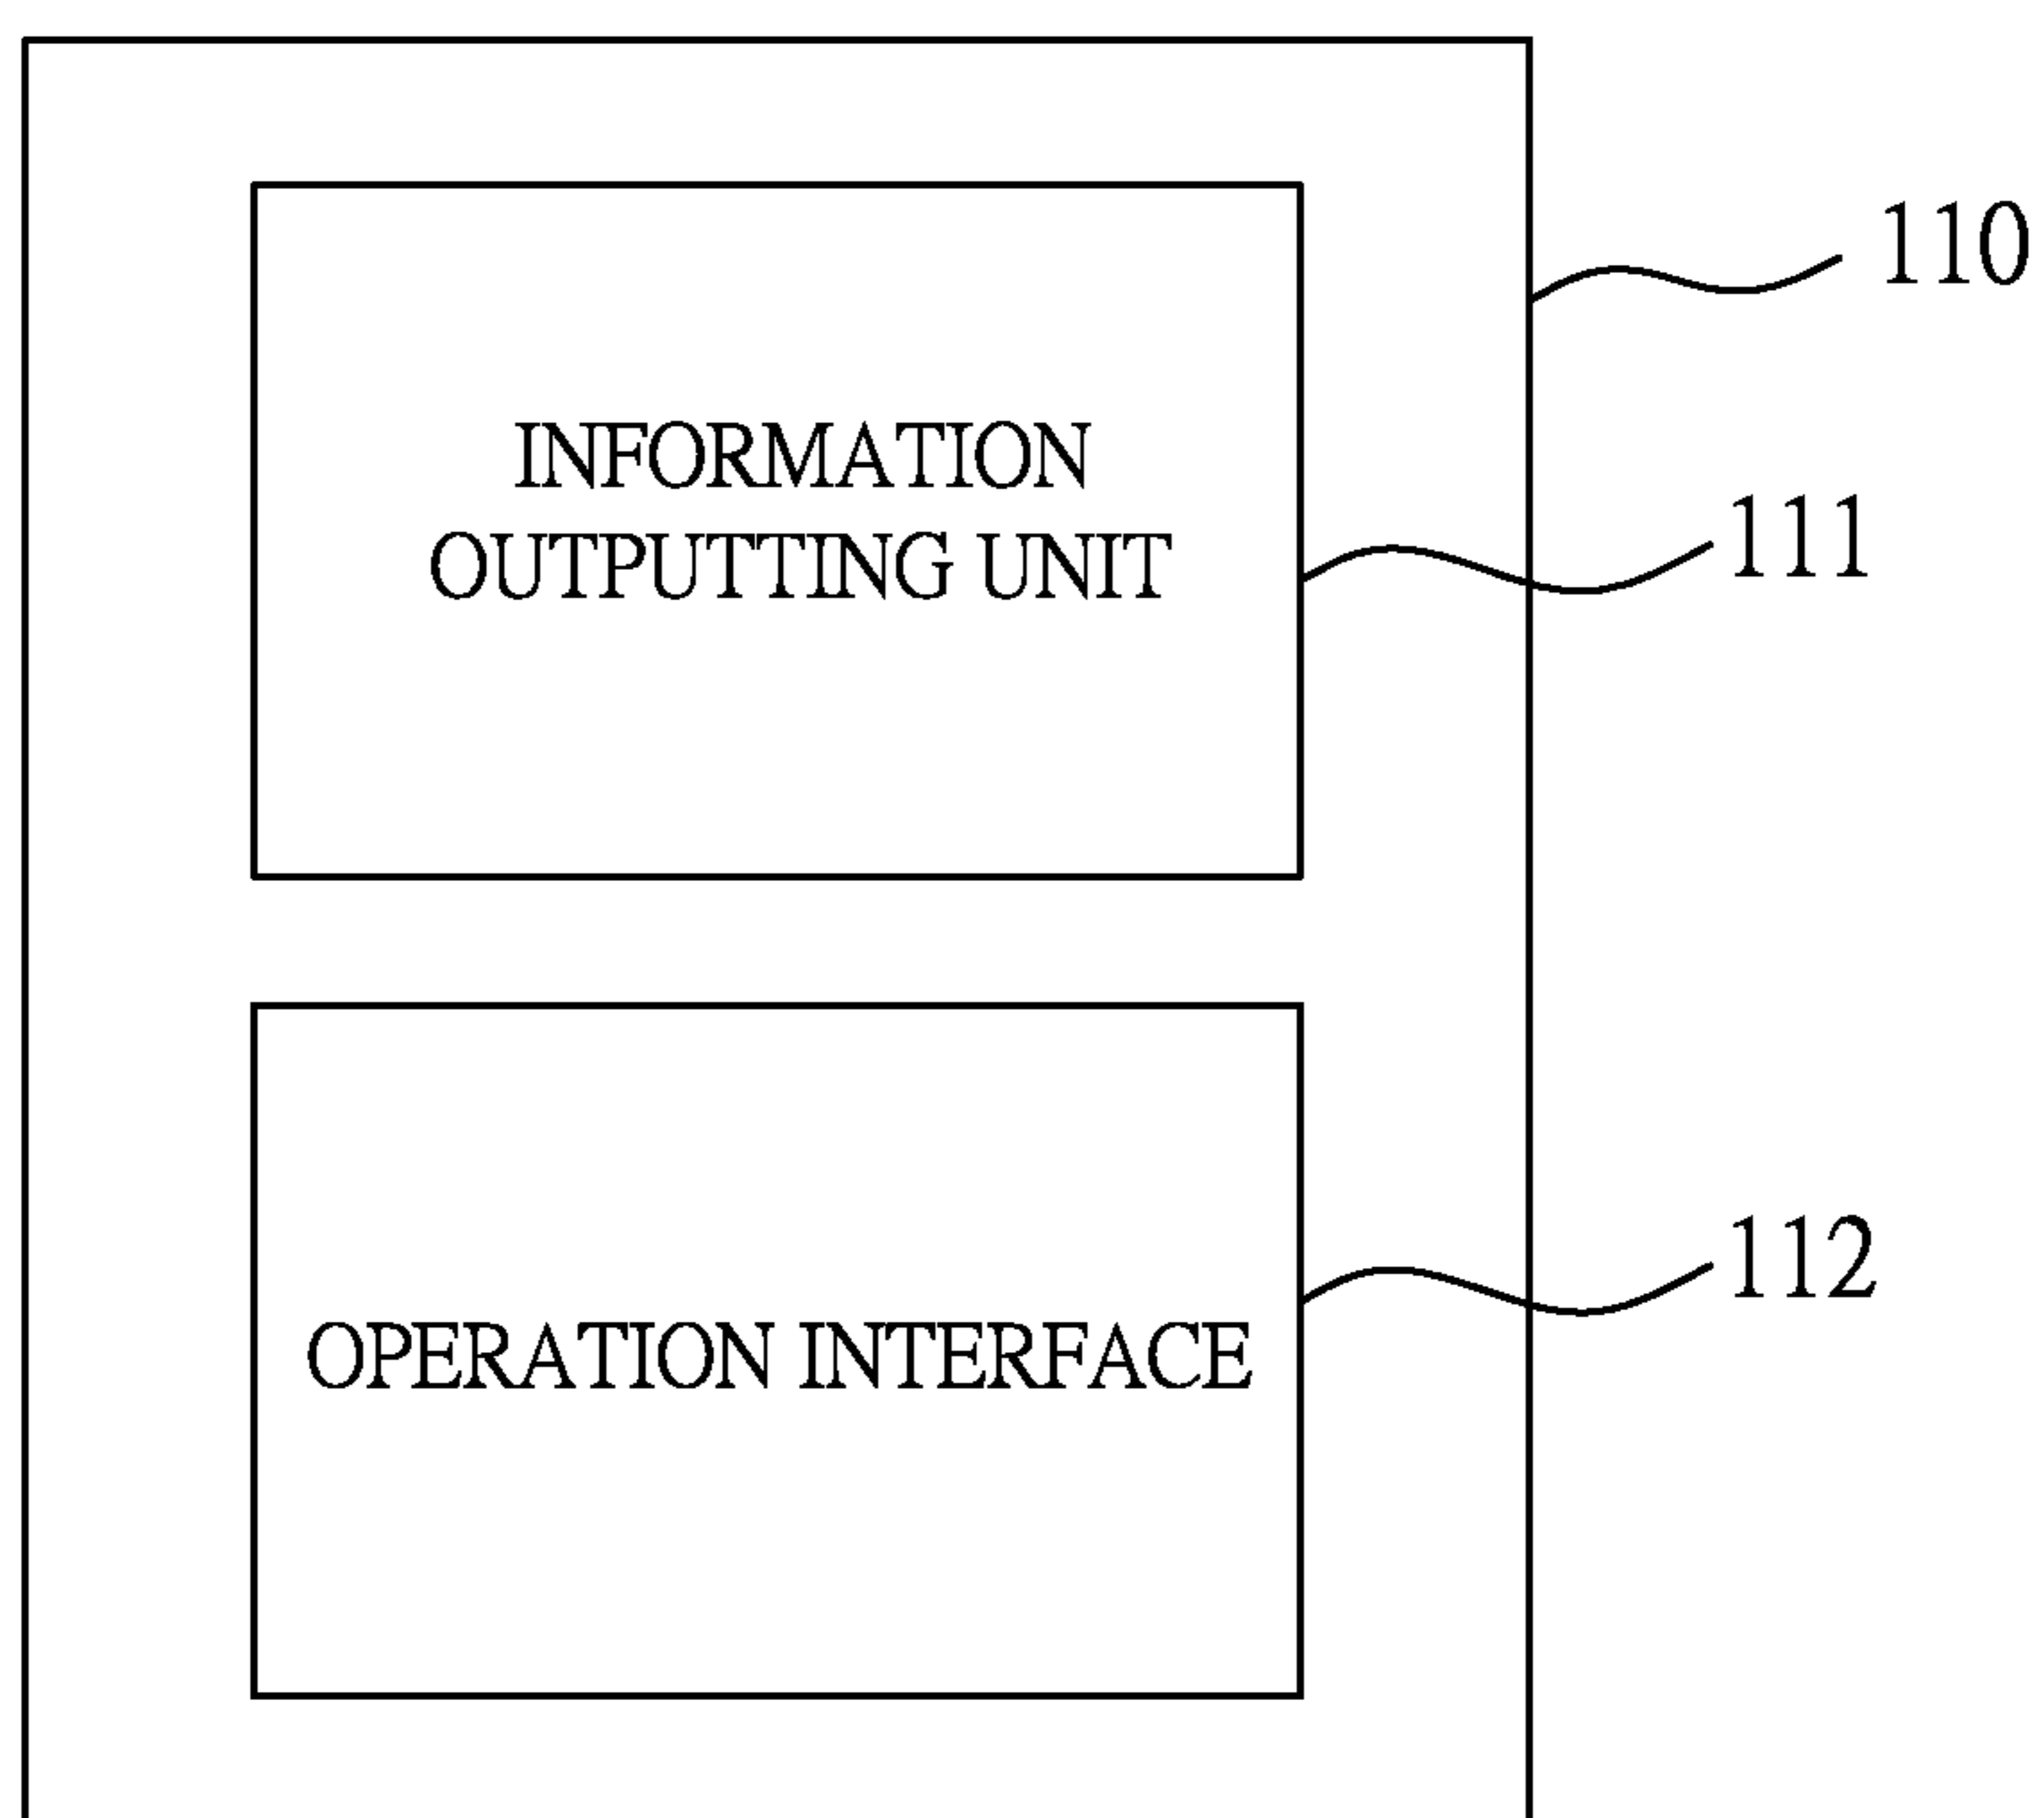 110
INFORMATION
OUTPUTTING UNIT
111
112
OPERATION INTERFACE